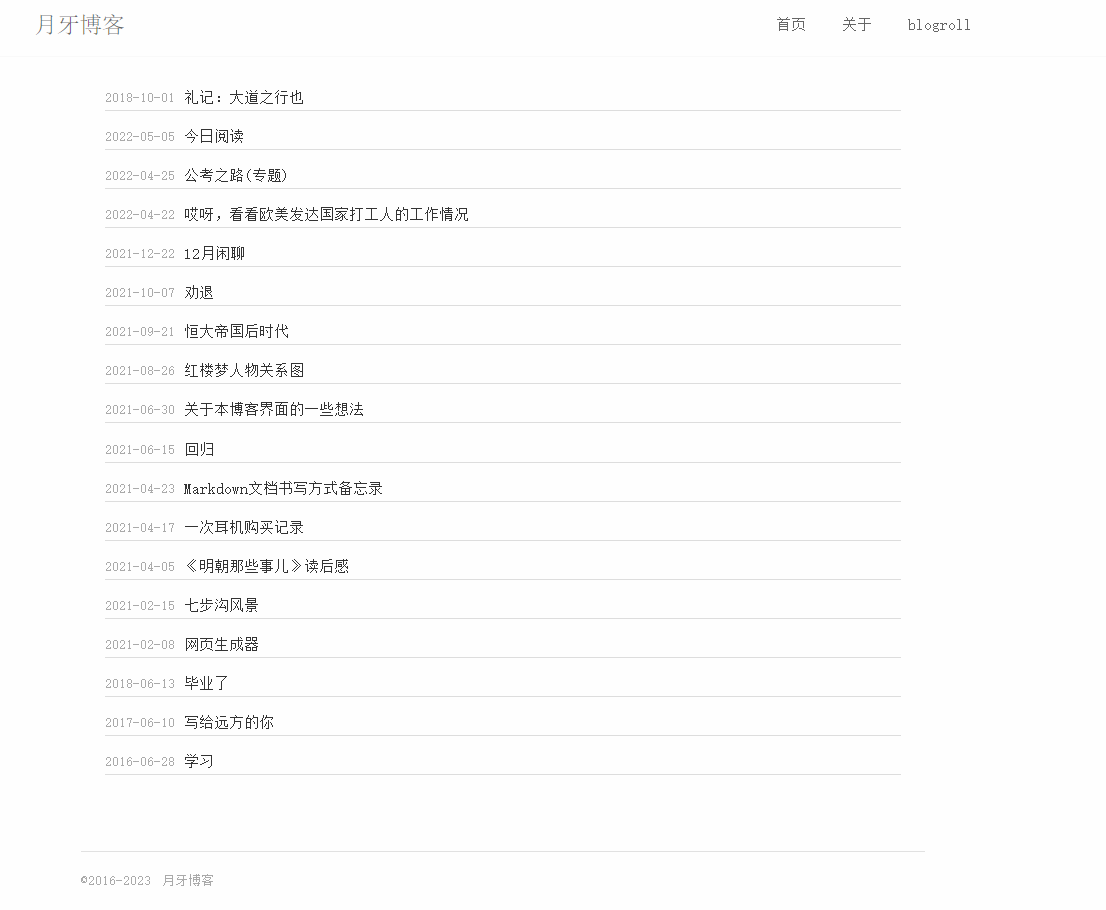 月牙博客 首页 关于 blogroll
2018-10-01 礼记：大道之行也
2022-05-05 今日阅读
2022-04-25 公考之路(专题)
2022-04-22 哎呀，看看欧美发达国家打工人的工作情况
2021-12-22 12月闲聊
2021-10-07 劝退
2021-09-21 恒大帝国后时代
2021-08-26 红楼梦人物关系图
2021-06-30 关于本博客界面的一些想法
2021-06-15 回归
2021-04-23 Markdown文档书写方式备忘录
2021-04-17 一次耳机购买记录
2021-04-05 《明朝那些事儿》读后感
2021-02-15 七步沟风景
2021-02-08 网页生成器
2018-06-13 毕业了
2017-06-10 写给远方的你
2016-06-28 学习
©2016-2023 月牙博客